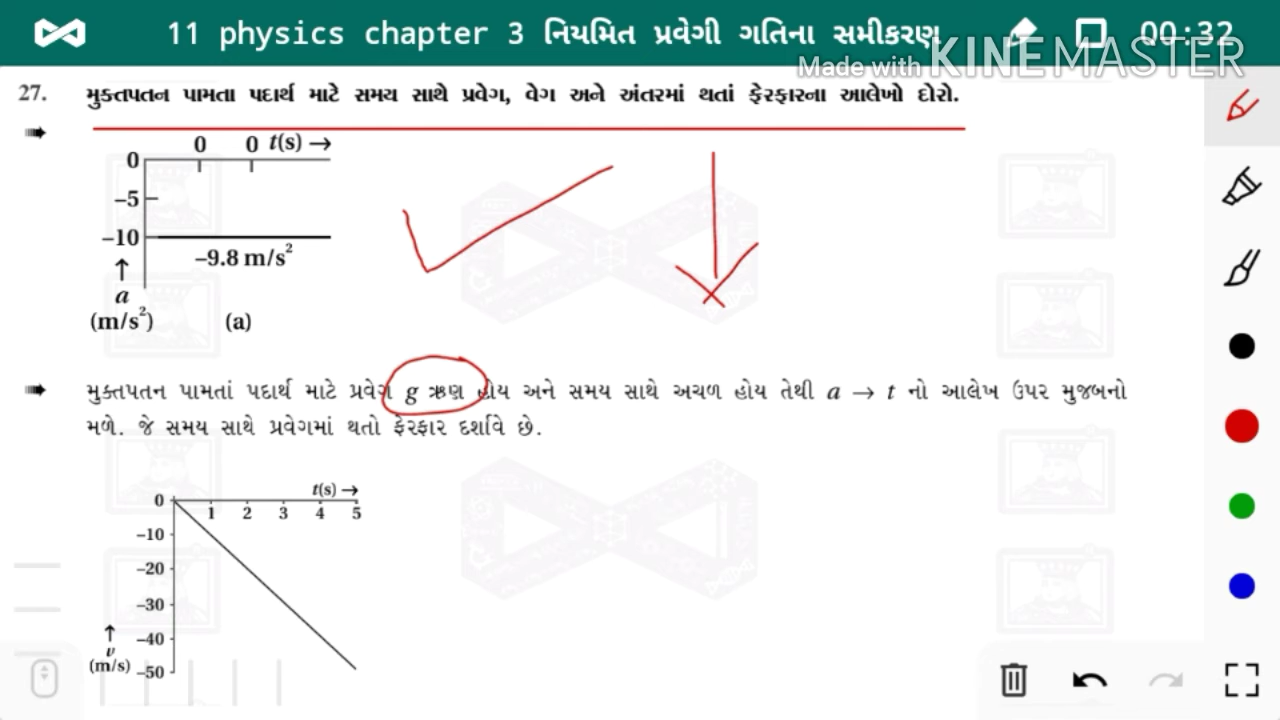 11 physics chapter 3 નિયમિત પ્રવેગી ગતિના સમીકરણ 00:32
Made with KINEMASTER
27. મુક્તપતન પામતા પદાર્થ માટે સમય સાથે પ્રવેગ, વેગ અને અંતરમાં થતાં ફેરફારના આલેખો દોરો.
0 0 t(s) →
0
–5
–10
–9.8 m/s²
↑
a
(m/s²) (a)
મુક્તપતન પામતાં પદાર્થ માટે પ્રવેગ g ઋણ હોય અને સમય સાથે અચળ હોય તેથી a → t નો આલેખ ઉપર મુજબનો
મળે. જે સમય સાથે પ્રવેગમાં થતો ફેરફાર દર્શાવે છે.
t(s) →
0
1 2 3 4 5
–10
–20
–30
–40
↑
v
(m/s)
–50